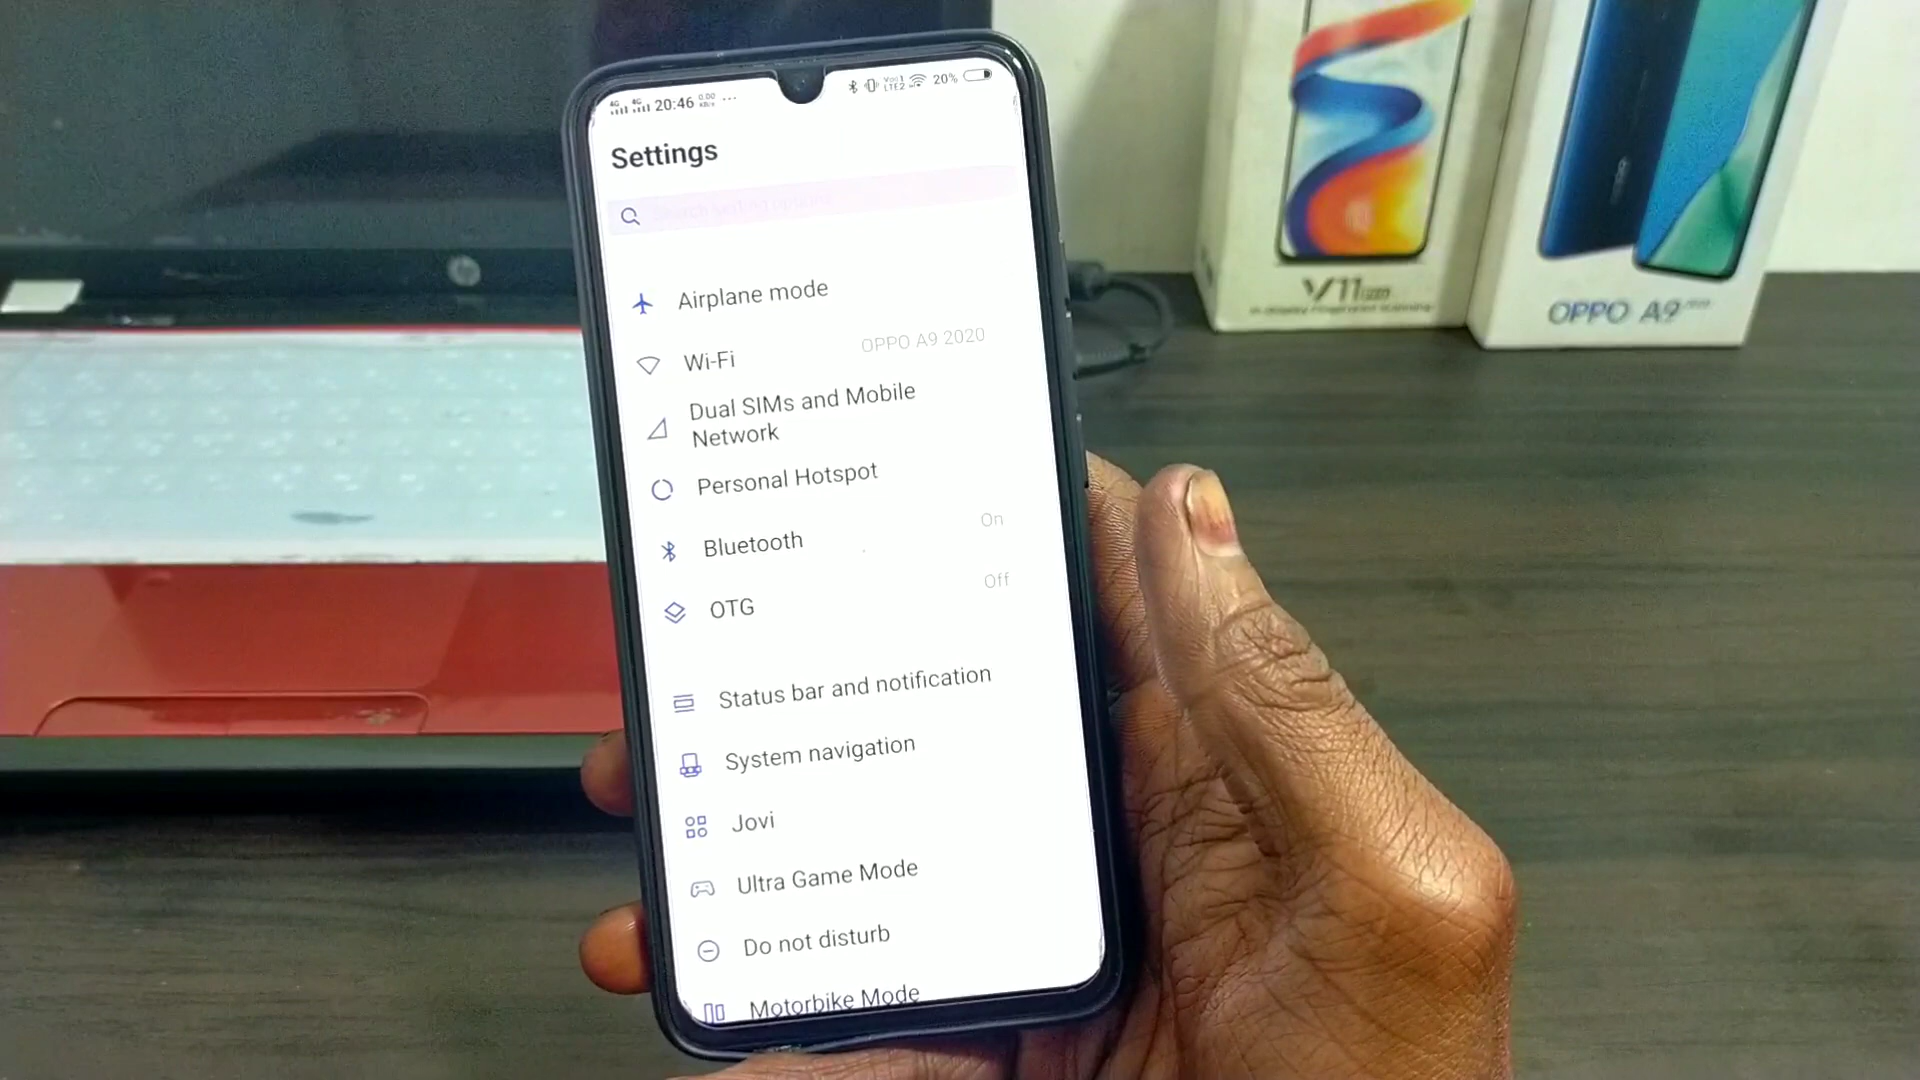 20:46
20%
Settings
Airplane mode
Wi-Fi
OPPO A9 2020
Dual SIMs and Mobile
Network
Personal Hotspot
Bluetooth
On
OTG
Off
Status bar and notification
System navigation
Jovi
Ultra Game Mode
Do not disturb
Motorbike Mode
V11
OPPO A9